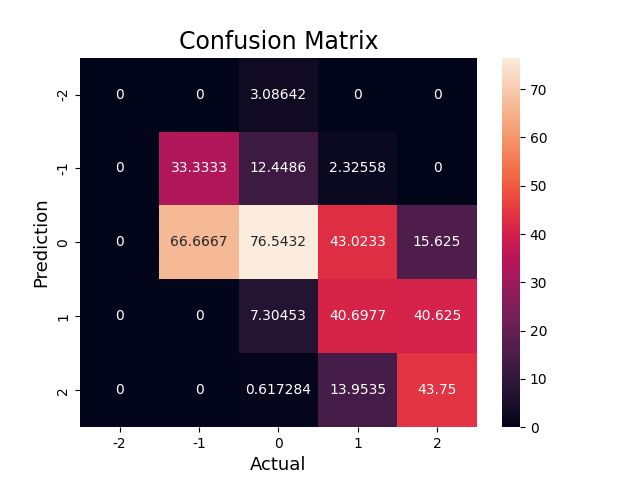 Confusion Matrix
-2 0 0 3.08642 0 0
-1 0 33.3333 12.4486 2.32558 0
0 0 66.6667 76.5432 43.0233 15.625
1 0 0 7.30453 40.6977 40.625
2 0 0 0.617284 13.9535 43.75
-2 -1 0 1 2
Actual
Prediction
70
60
50
40
30
20
10
0